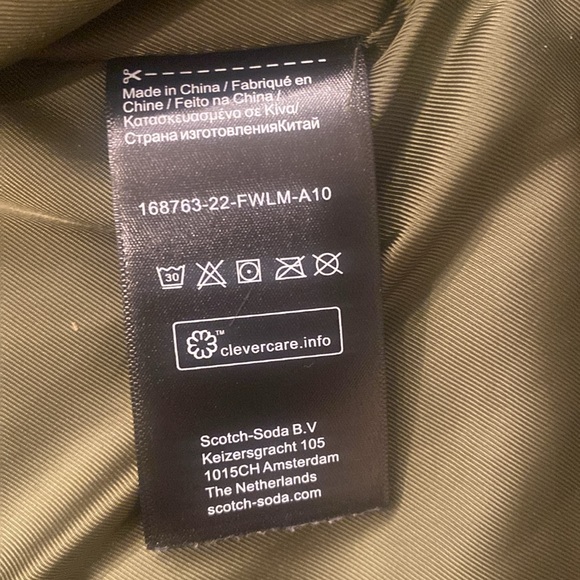 Made in China / Fabriqué en
Chine / Feito na China /
Κατασκευασμένο σε Κίνα/
Страна изготовленияКитай
168763-22-FWLM-A10
30
™
clevercare.info
Scotch-Soda B.V
Keizersgracht 105
1015CH Amsterdam
The Netherlands
scotch-soda.com